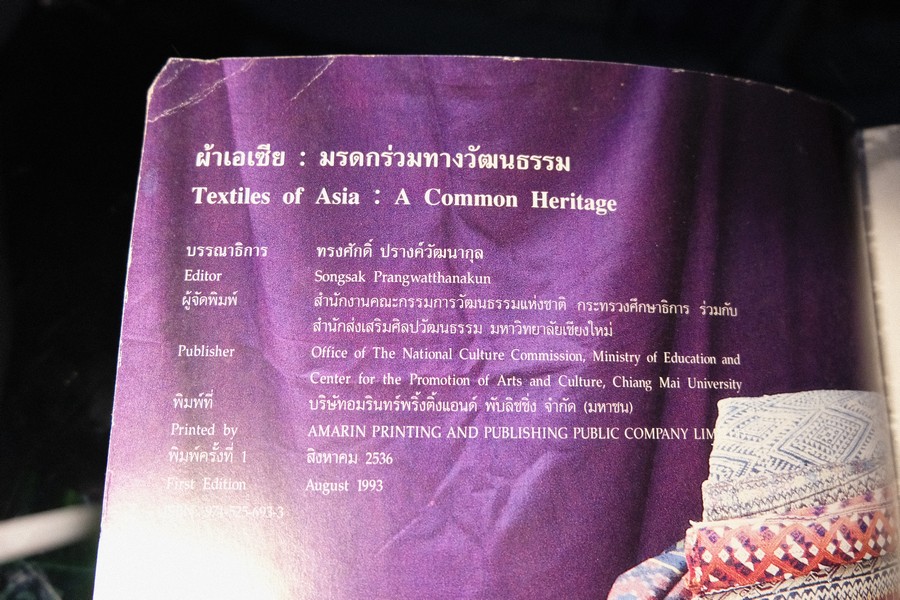 ผ้าเอเซีย : มรดกร่วมทางวัฒนธรรม
Textiles of Asia : A Common Heritage
บรรณาธิการ ทรงศักดิ์ ปรางค์วัฒนากุล
Editor Songsak Prangwatthanakun
ผู้จัดพิมพ์ สำนักงานคณะกรรมการวัฒนธรรมแห่งชาติ กระทรวงศึกษาธิการ ร่วมกับ
สำนักส่งเสริมศิลปวัฒนธรรม มหาวิทยาลัยเชียงใหม่
Publisher Office of The National Culture Commission, Ministry of Education and
Center for the Promotion of Arts and Culture, Chiang Mai University
พิมพ์ที่ บริษัทอมรินทร์พริ้นติ้งแอนด์ พับลิชชิ่ง จำกัด (มหาชน)
Printed by AMARIN PRINTING AND PUBLISHING PUBLIC COMPANY LIM
พิมพ์ครั้งที่ 1 สิงหาคม 2536
First Edition August 1993
974-525-693-3